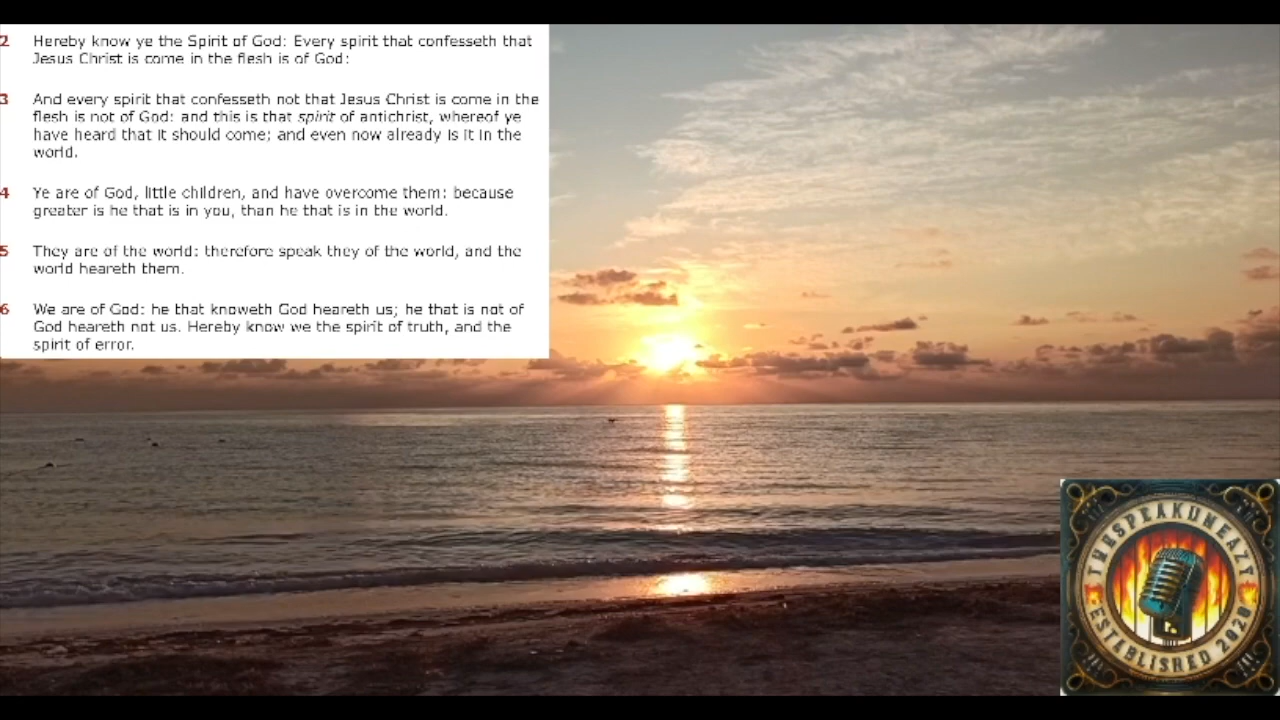 2 Hereby know ye the Spirit of God: Every spirit that confesseth that
Jesus Christ is come in the flesh is of God:
3 And every spirit that confesseth not that Jesus Christ is come in the
flesh is not of God: and this is that spirit of antichrist, whereof ye
have heard that it should come; and even now already is it in the
world.
4 Ye are of God, little children, and have overcome them: because
greater is he that is in you, than he that is in the world.
5 They are of the world: therefore speak they of the world, and the
world heareth them.
6 We are of God: he that knoweth God heareth us; he that is not of
God heareth not us. Hereby know we the spirit of truth, and the
spirit of error.
THESPEAKUNEAZY
ESTABLISHED 2020